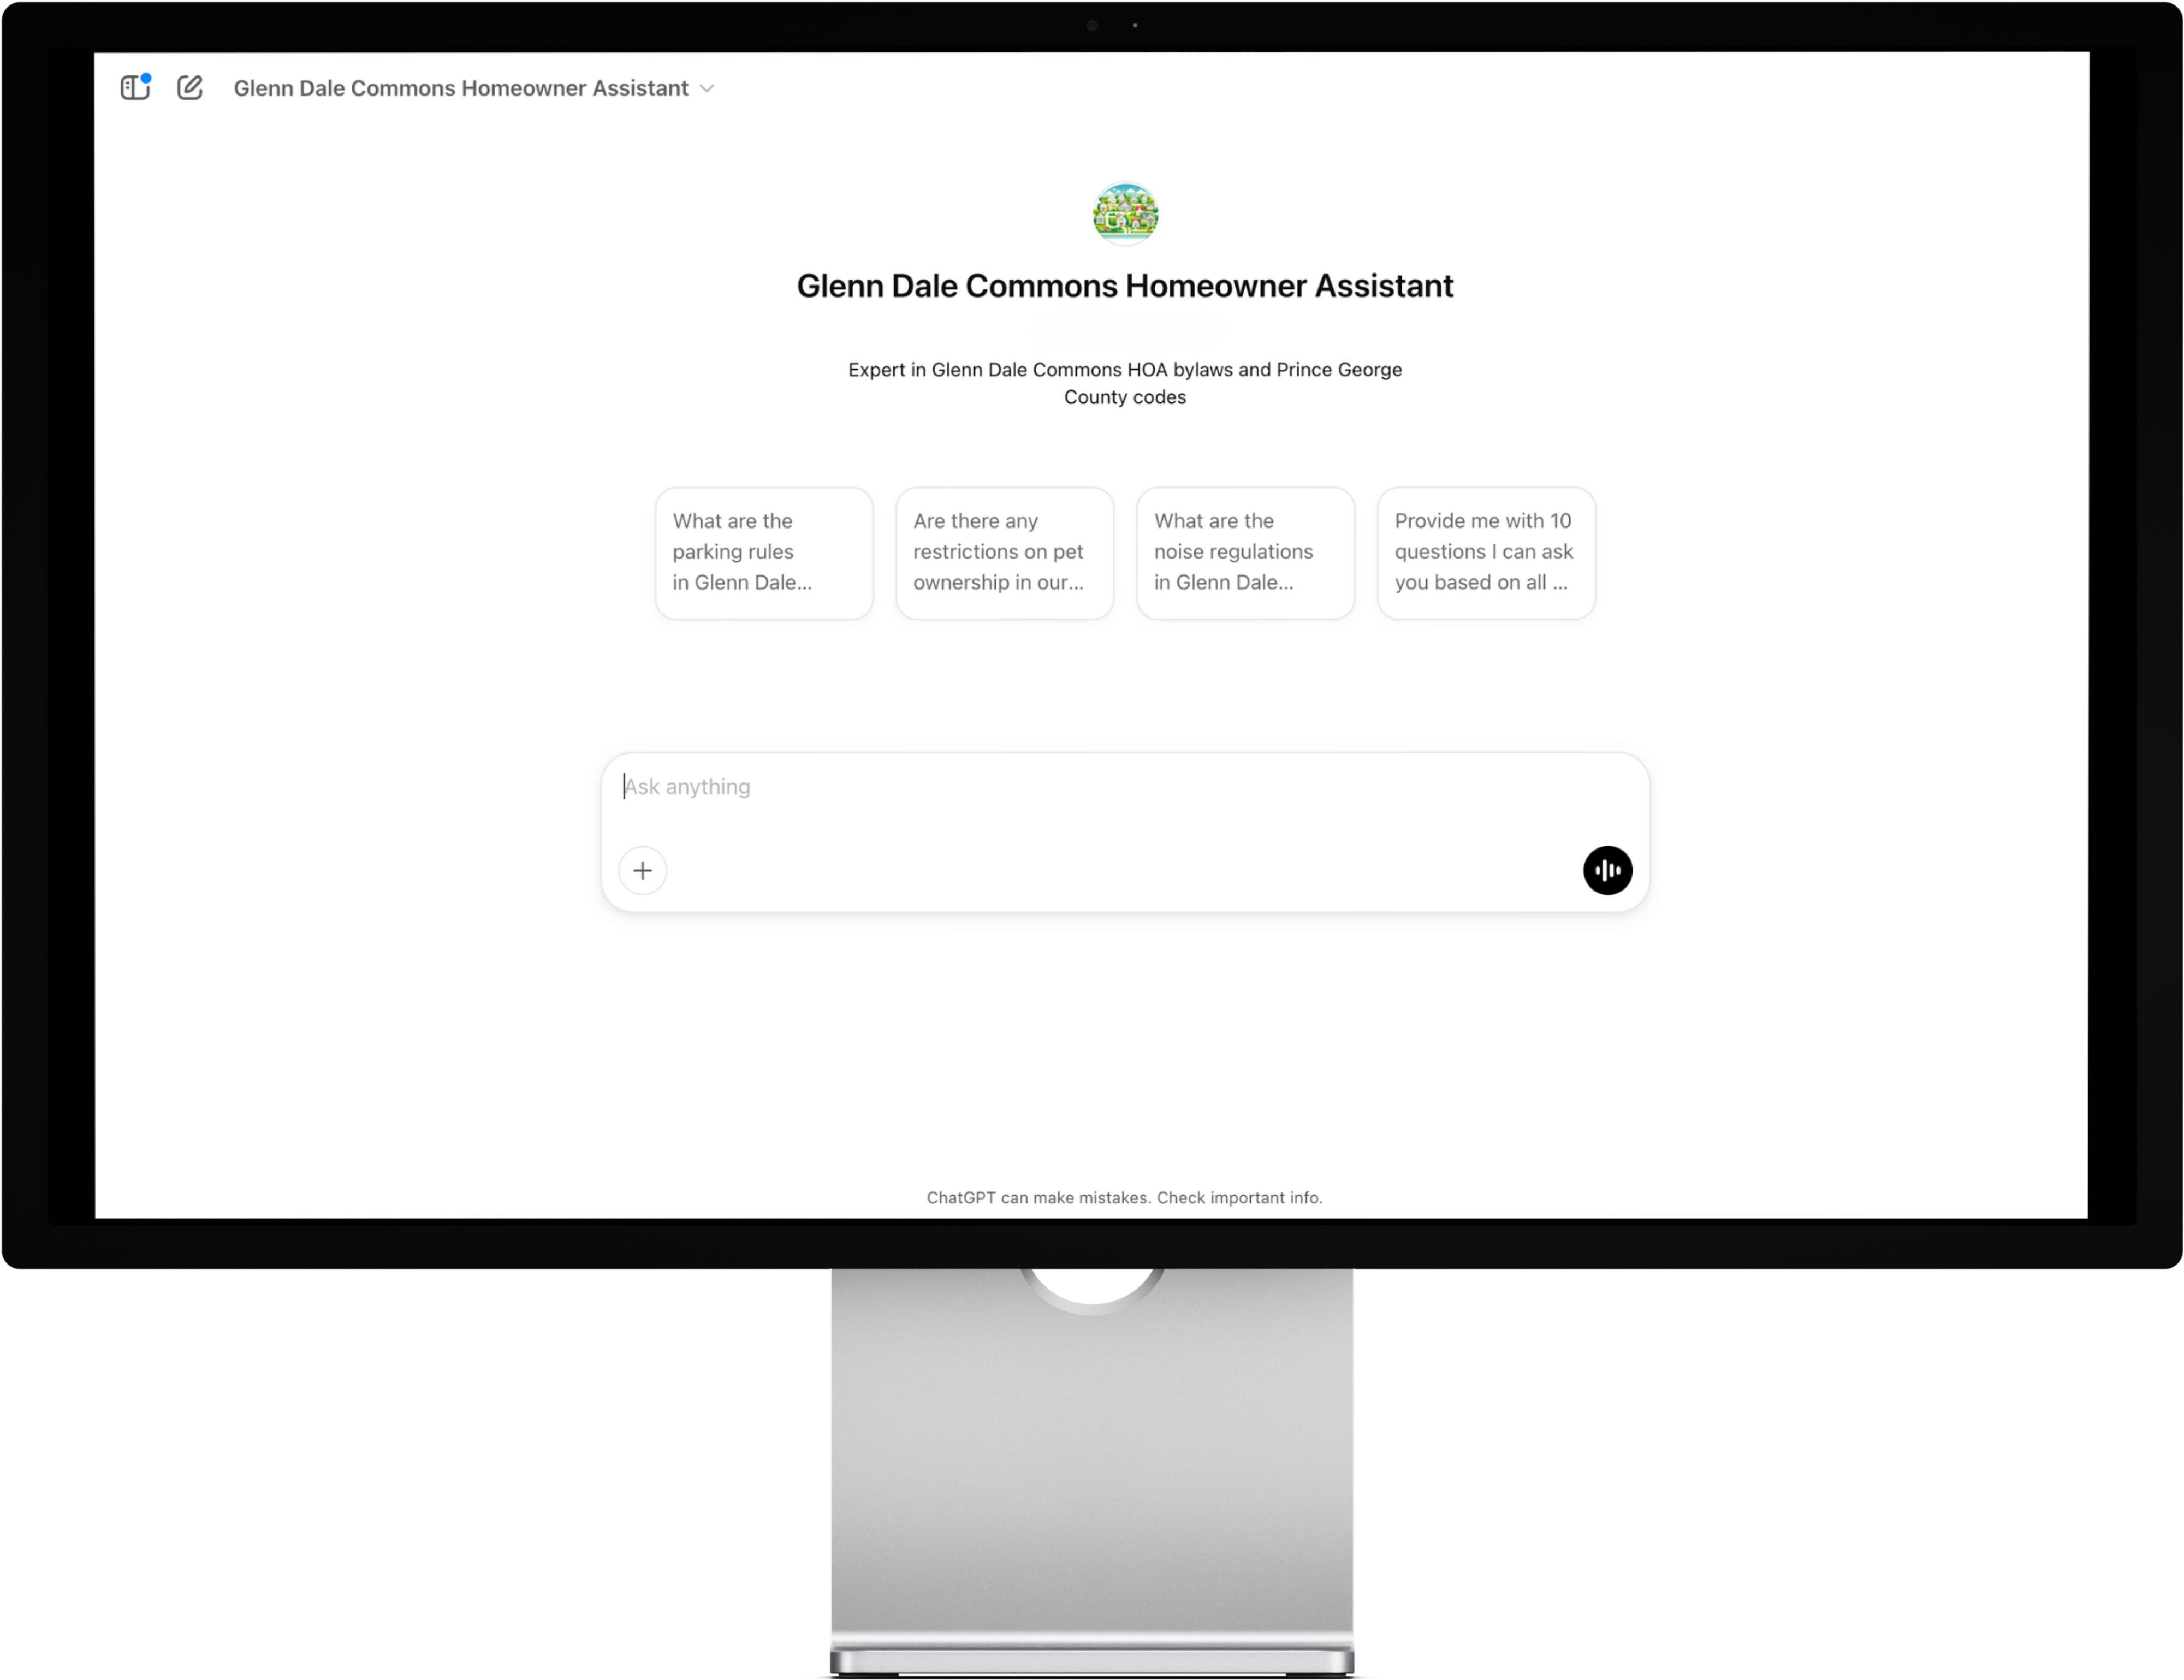 Glenn Dale Commons Homeowner Assistant
Glenn Dale Commons Homeowner Assistant
Expert in Glenn Dale Commons HOA bylaws and Prince George
County codes
What are the
parking rules
in Glenn Dale...
Are there any
restrictions on pet
ownership in our...
What are the
noise regulations
in Glenn Dale...
Provide me with 10
questions I can ask
you based on all ...
Ask anything
ChatGPT can make mistakes. Check important info.